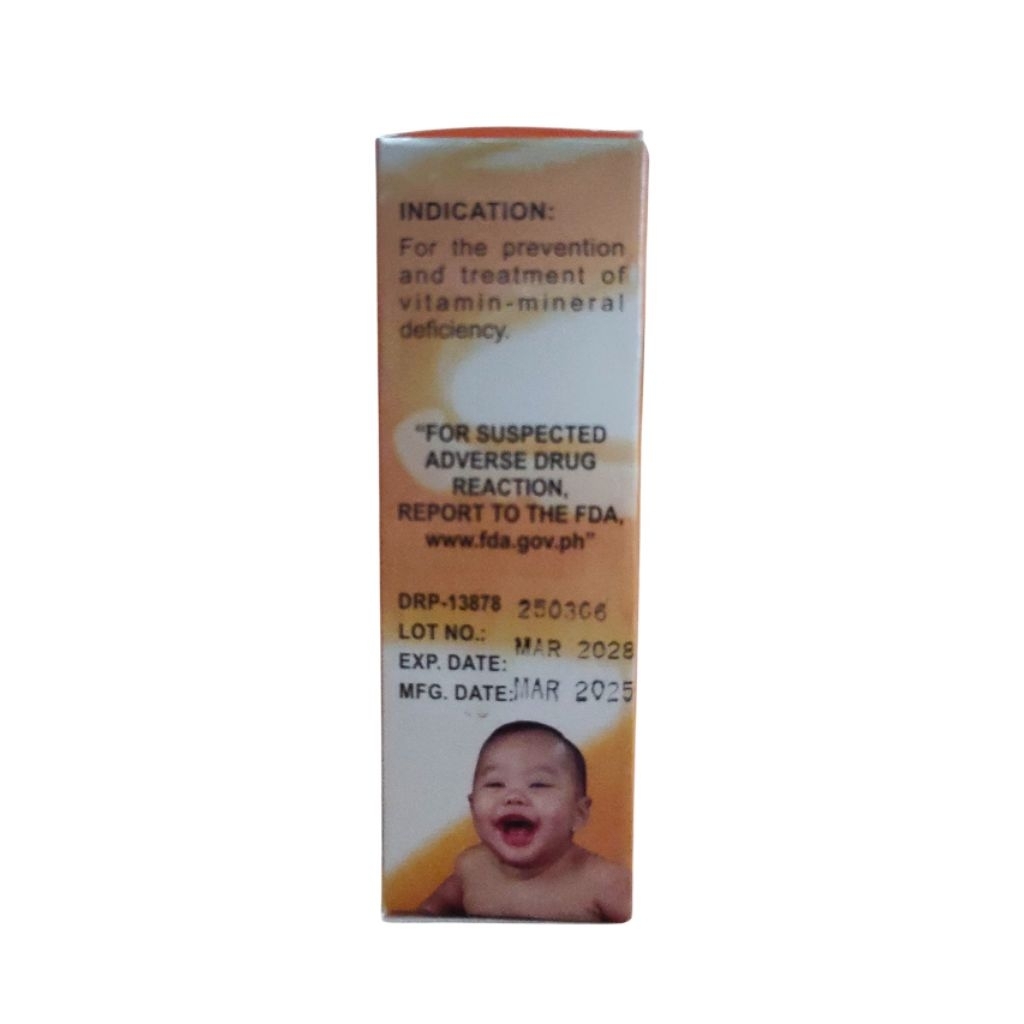 INDICATION:
For the prevention
and treatment of
vitamin-mineral
deficiency.
"FOR SUSPECTED
ADVERSE DRUG
REACTION,
REPORT TO THE FDA,
www.fda.gov.ph"
DRP-13878 250306
LOT NO.:
MAR 2028
EXP. DATE:
MFG. DATE: MAR 2025